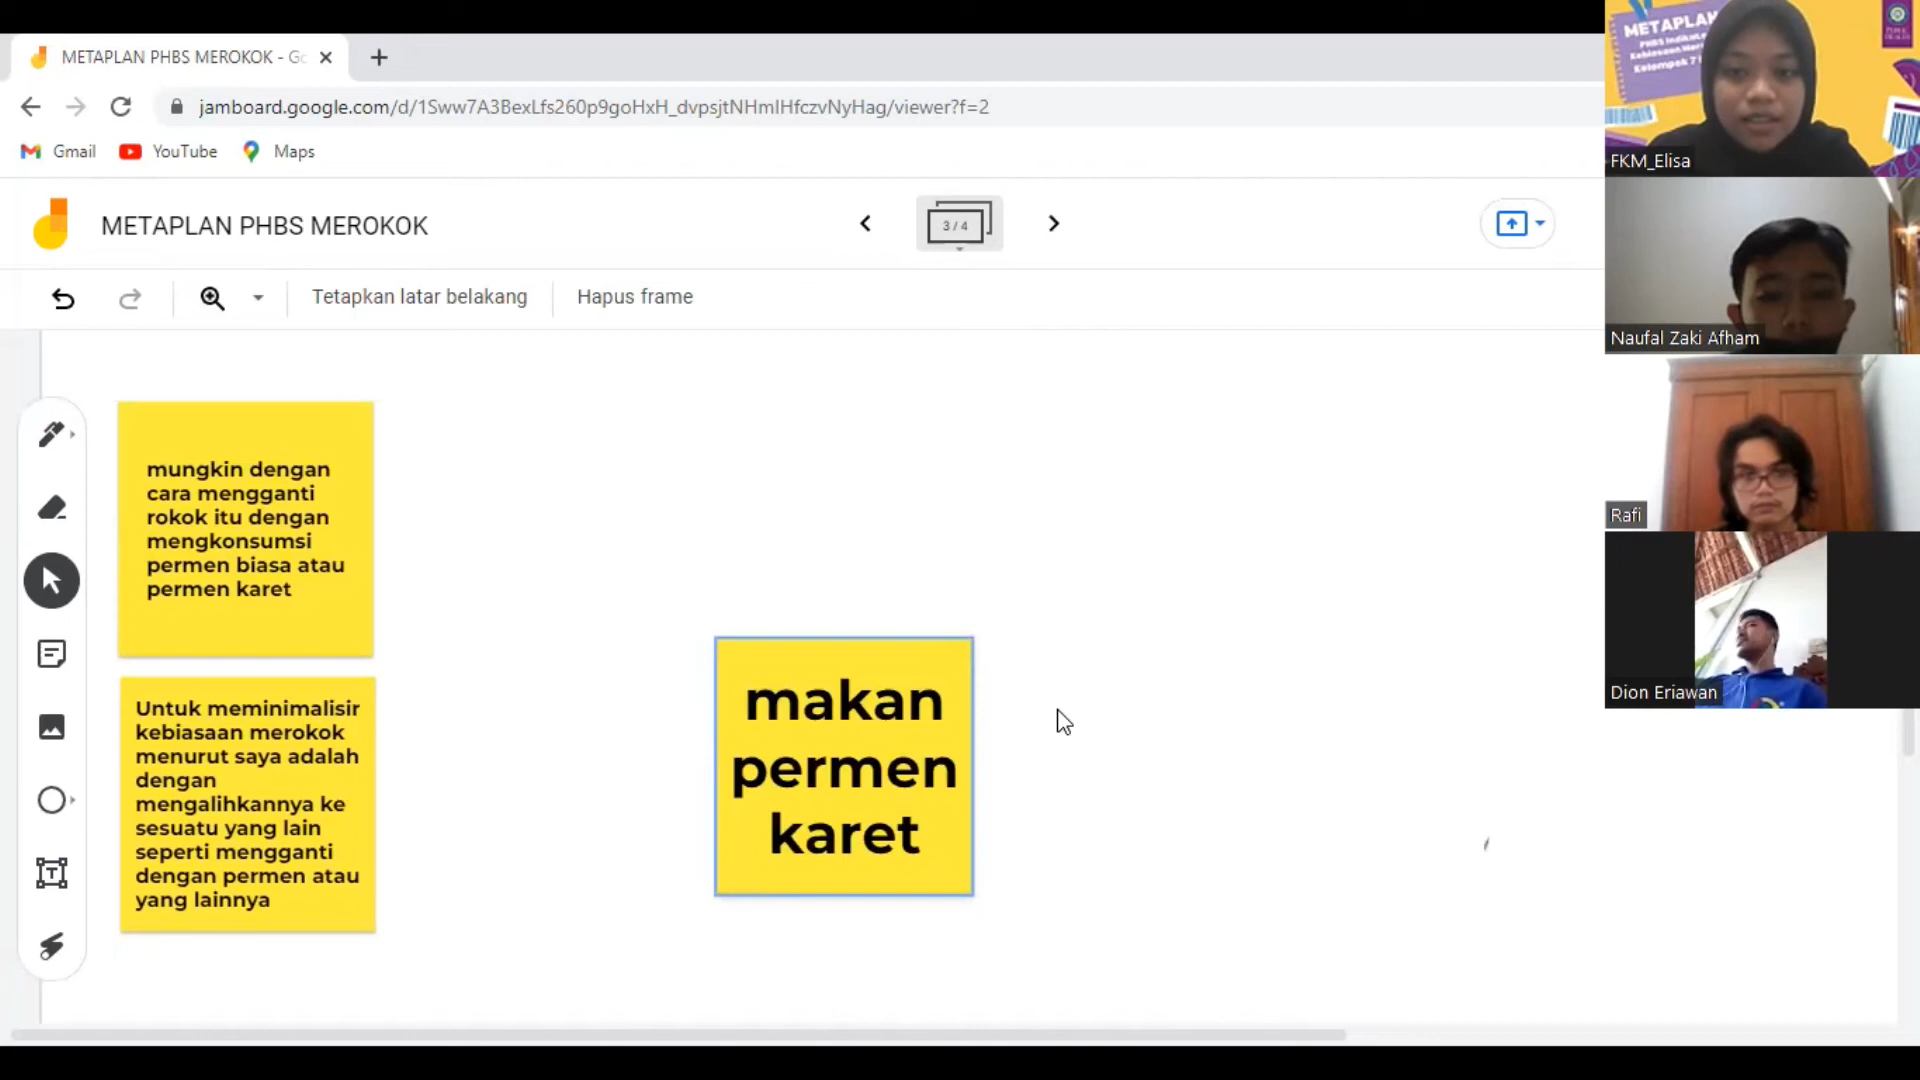 METAPLAN PHBS MEROKOK - Go
jamboard.google.com/d/1Sww7A3BexLfs260p9goHxH_dvpsjtNHmIHfczvNyHag/viewer?f=2
Gmail
YouTube
Maps
METAPLAN PHBS MEROKOK
3 / 4
Tetapkan latar belakang
Hapus frame
mungkin dengan
cara mengganti
rokok itu dengan
mengkonsumsi
permen biasa atau
permen karet
Untuk meminimalisir
kebiasaan merokok
menurut saya adalah
dengan
mengalihkannya ke
sesuatu yang lain
seperti mengganti
dengan permen atau
yang lainnya
makan
permen
karet
METAPLAN
Kelompok 7
FKM_Elisa
Naufal Zaki Afham
Rafi
Dion Eriawan